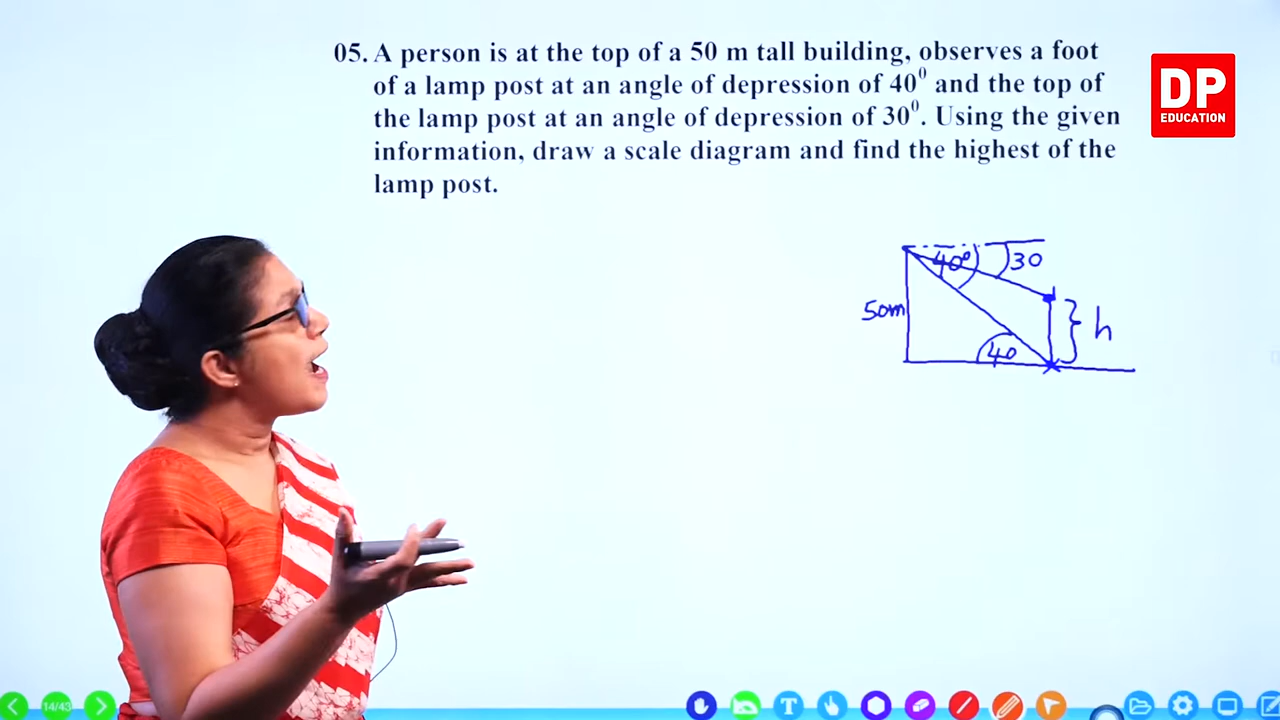 05. A person is at the top of a 50 m tall building, observes a foot
of a lamp post at an angle of depression of 40⁰ and the top of
the lamp post at an angle of depression of 30⁰. Using the given
information, draw a scale diagram and find the highest of the
lamp post.
DP
EDUCATION
40⁰
30
50m
h
40
14/43
T